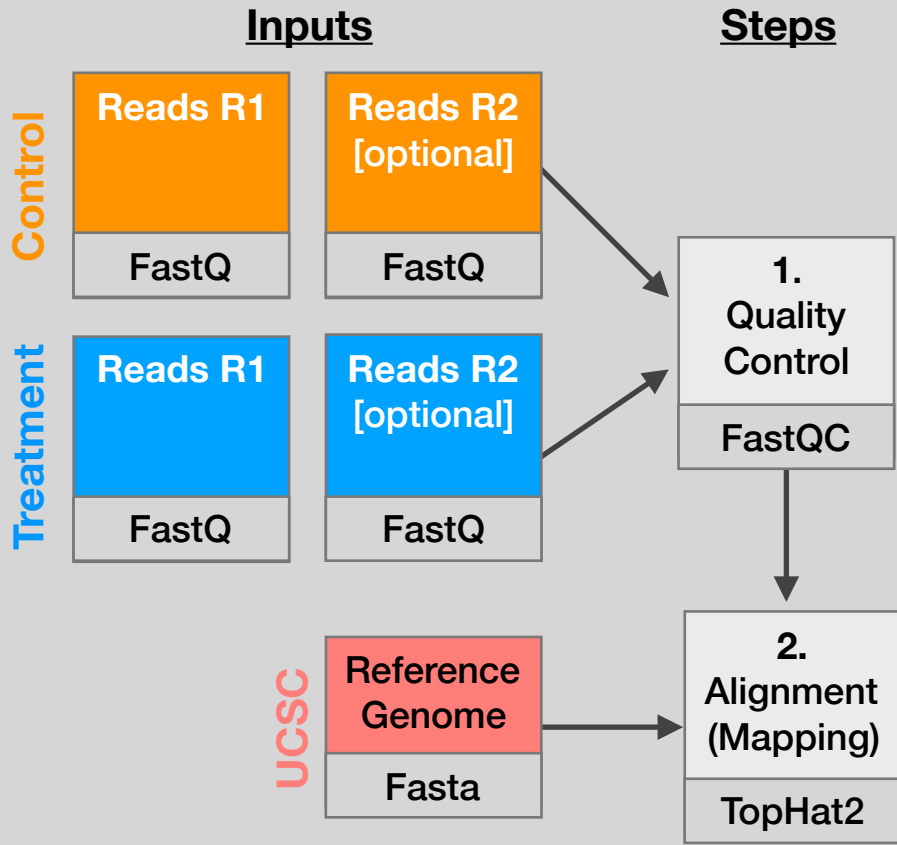 Inputs
Steps
Control
Reads R1
FastQ
Reads R2
[optional]
FastQ
Treatment
Reads R1
FastQ
Reads R2
[optional]
FastQ
1.
Quality
Control
FastQC
UCSC
Reference
Genome
Fasta
2.
Alignment
(Mapping)
TopHat2